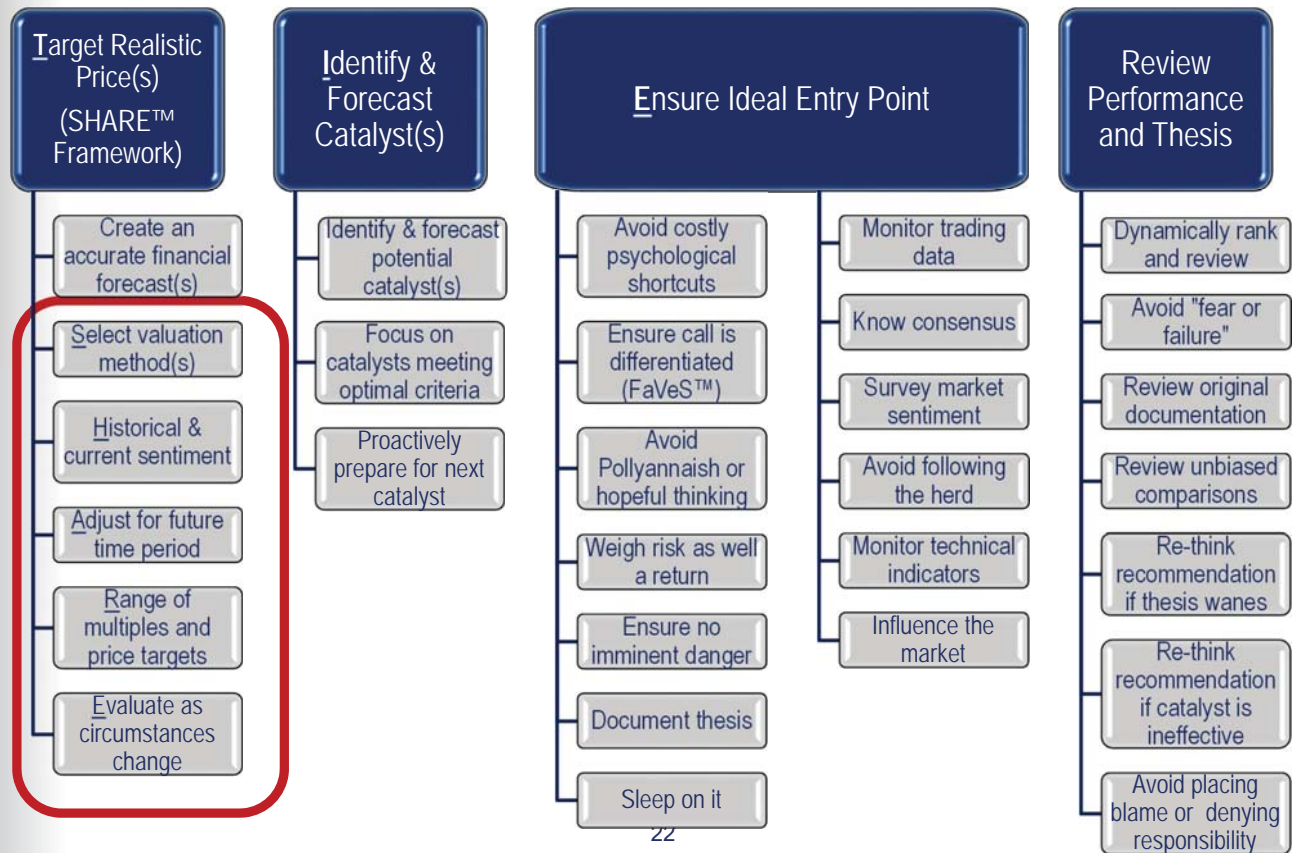 Target Realistic
Price(s)
(SHARE™
Framework)
Create an
accurate financial
forecast(s)
Select valuation
method(s)
Historical &
current sentiment
Adjust for future
time period
Range of
multiples and
price targets
Evaluate as
circumstances
change
Identify &
Forecast
Catalyst(s)
Identify & forecast
potential
catalyst(s)
Focus on
catalysts meeting
optimal criteria
Proactively
prepare for next
catalyst
Ensure Ideal Entry Point
Avoid costly
psychological
shortcuts
Ensure call is
differentiated
(FaVeS™)
Avoid
Pollyannaish or
hopeful thinking
Weigh risk as well
a return
Ensure no
imminent danger
Document thesis
Sleep on it
Monitor trading
data
Know consensus
Survey market
sentiment
Avoid following
the herd
Monitor technical
indicators
Influence the
market
Review
Performance
and Thesis
Dynamically rank
and review
Avoid "fear or
failure"
Review original
documentation
Review unbiased
comparisons
Re-think
recommendation
if thesis wanes
Re-think
recommendation
if catalyst is
ineffective
Avoid placing
blame or denying
responsibility
22